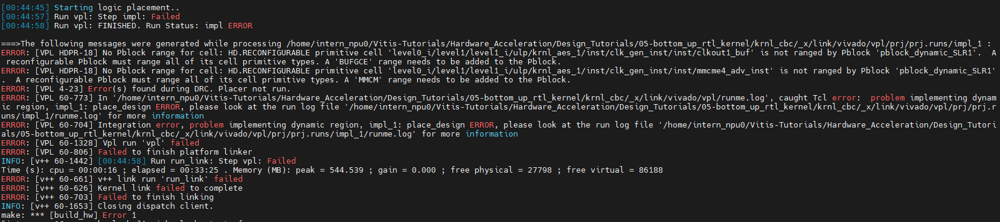 [00:44:45] Starting logic placement..
[00:44:57] Run vpl: Step impl: Failed
[00:44:58] Run vpl: FINISHED. Run Status: impl ERROR
===>The following messages were generated while processing /home/intern_npu0/Vitis-Tutorials/Hardware_Acceleration/Design_Tutorials/05-bottom_up_rtl_kernel/krnl_cbc/_x/link/vivado/vpl/prj/prj.runs/impl_1 :
ERROR: [VPL HDPR-18] No Pblock range for cell: HD.RECONFIGURABLE primitive cell 'level0_i/level1/level1_i/ulp/krnl_aes_1/inst/clk_gen_inst/inst/clkout1_buf' is not ranged by Pblock 'pblock_dynamic_SLR1'.  A
 reconfigurable Pblock must range all of its cell primitive types. A 'BUFGCE' range needs to be added to the Pblock.
ERROR: [VPL HDPR-18] No Pblock range for cell: HD.RECONFIGURABLE primitive cell 'level0_i/level1/level1_i/ulp/krnl_aes_1/inst/clk_gen_inst/inst/mmcme4_adv_inst' is not ranged by Pblock 'pblock_dynamic_SLR1'
.  A reconfigurable Pblock must range all of its cell primitive types. A 'MMCM' range needs to be added to the Pblock.
ERROR: [VPL 4-23] Error(s) found during DRC. Placer not run.
ERROR: [VPL 60-773] In '/home/intern_npu0/Vitis-Tutorials/Hardware_Acceleration/Design_Tutorials/05-bottom_up_rtl_kernel/krnl_cbc/_x/link/vivado/vpl/runme.log', caught Tcl error:  problem implementing dynam
ic region, impl_1: place_design ERROR, please look at the run log file '/home/intern_npu0/Vitis-Tutorials/Hardware_Acceleration/Design_Tutorials/05-bottom_up_rtl_kernel/krnl_cbc/_x/link/vivado/vpl/prj/prj.r
uns/impl_1/runme.log' for more information
ERROR: [VPL 60-704] Integration error, problem implementing dynamic region, impl_1: place_design ERROR, please look at the run log file '/home/intern_npu0/Vitis-Tutorials/Hardware_Acceleration/Design_Tutori
als/05-bottom_up_rtl_kernel/krnl_cbc/_x/link/vivado/vpl/prj/prj.runs/impl_1/runme.log' for more information
ERROR: [VPL 60-1328] Vpl run 'vpl' failed
ERROR: [VPL 60-806] Failed to finish platform linker
INFO: [v++ 60-1442] [00:44:58] Run run_link: Step vpl: Failed
Time (s): cpu = 00:00:16 ; elapsed = 00:33:25 . Memory (MB): peak = 544.539 ; gain = 0.000 ; free physical = 27798 ; free virtual = 86188
ERROR: [v++ 60-661] v++ link run 'run_link' failed
ERROR: [v++ 60-626] Kernel link failed to complete
ERROR: [v++ 60-703] Failed to finish linking
INFO: [v++ 60-1653] Closing dispatch client.
make: *** [build_hw] Error 1